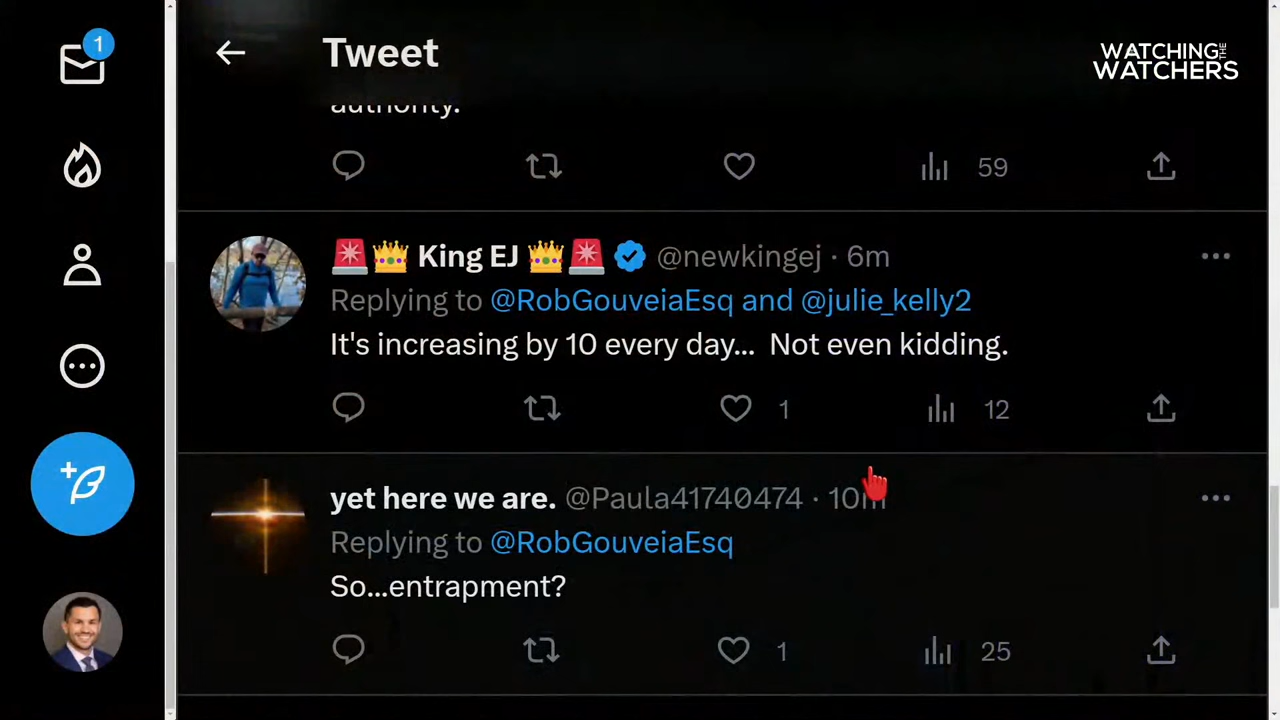 1
Tweet
WATCHING THE
WATCHERS
authority.
59
🚨👑 King EJ 👑🚨 @newkingej · 6m
Replying to @RobGouveiaEsq and @julie_kelly2
It's increasing by 10 every day...  Not even kidding.
1 12
yet here we are. @Paula41740474 · 10m
Replying to @RobGouveiaEsq
So...entrapment?
1 25